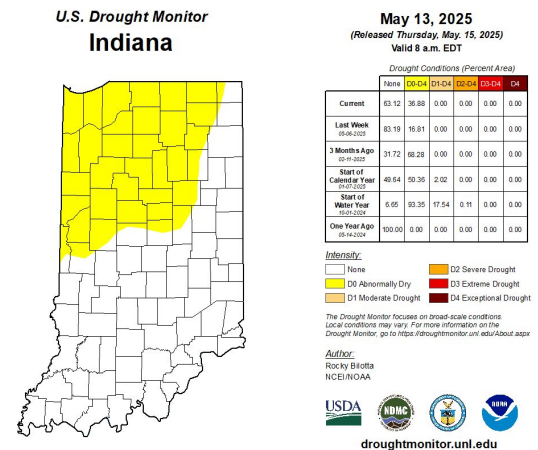 U.S. Drought Monitor
Indiana
May 13, 2025
(Released Thursday, May. 15, 2025)
Valid 8 a.m. EDT
Drought Conditions (Percent Area)
None D0-D4 D1-D4 D2-D4 D3-D4 D4
Current 63.12 36.88 0.00 0.00 0.00 0.00
Last Week 83.19 16.81 0.00 0.00 0.00 0.00
05-06-2025
3 Months Ago 31.72 68.28 0.00 0.00 0.00 0.00
02-11-2025
Start of
Calendar Year 49.64 50.36 2.02 0.00 0.00 0.00
01-07-2025
Start of
Water Year 6.65 93.35 17.54 0.11 0.00 0.00
10-01-2024
One Year Ago 100.00 0.00 0.00 0.00 0.00 0.00
05-14-2024
Intensity:
None
D0 Abnormally Dry
D1 Moderate Drought
D2 Severe Drought
D3 Extreme Drought
D4 Exceptional Drought
The Drought Monitor focuses on broad-scale conditions.
Local conditions may vary. For more information on the
Drought Monitor, go to https://droughtmonitor.unl.edu/About.aspx
Author:
Rocky Bilotta
NCEI/NOAA
USDA
NDMC
NOAA
droughtmonitor.unl.edu